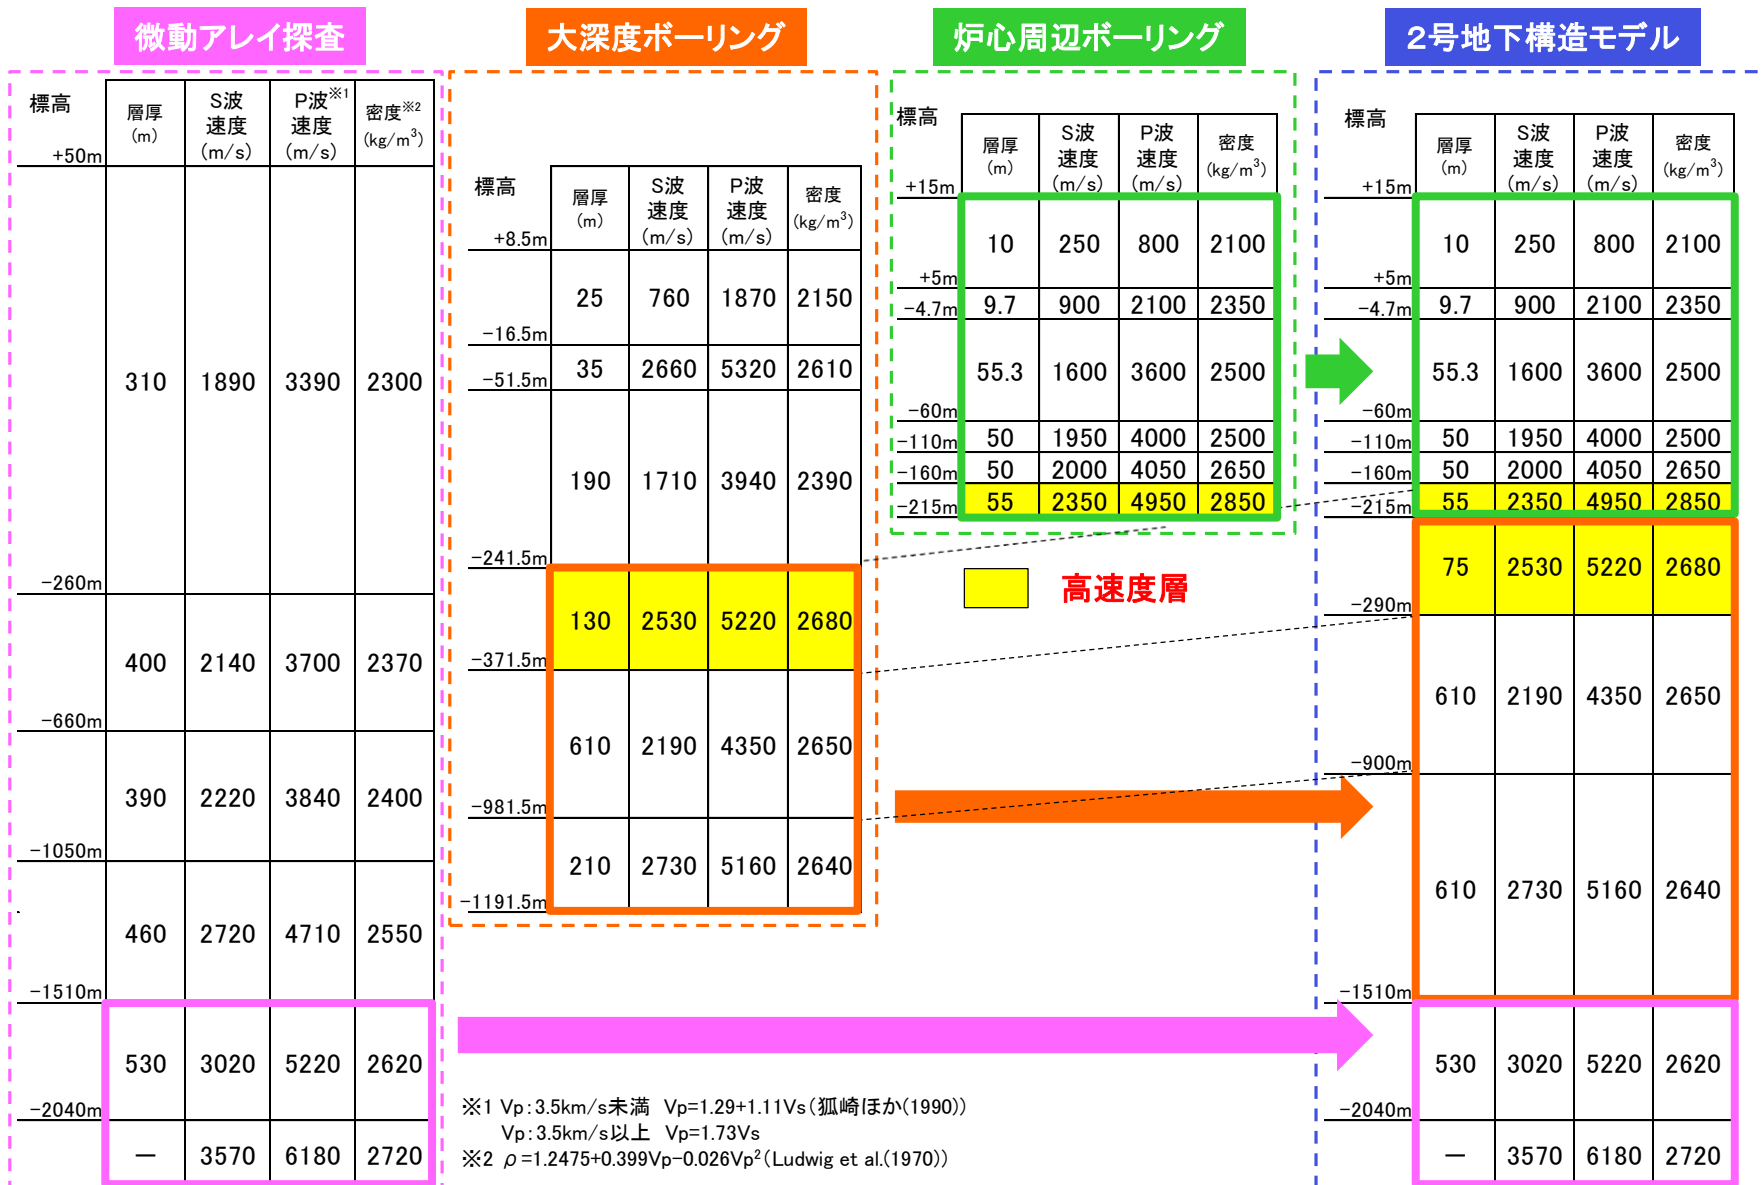 微動アレイ探査
標高
層厚
(m)
S波
速度
(m/s)
P波※1
速度
(m/s)
密度※2
(kg/m³)
+50m
310 1890 3390 2300
−260m
400 2140 3700 2370
−660m
390 2220 3840 2400
−1050m
460 2720 4710 2550
−1510m
530 3020 5220 2620
−2040m
― 3570 6180 2720
大深度ボーリング
標高
層厚
(m)
S波
速度
(m/s)
P波
速度
(m/s)
密度
(kg/m³)
+8.5m
25 760 1870 2150
−16.5m
35 2660 5320 2610
−51.5m
190 1710 3940 2390
−241.5m
130 2530 5220 2680
−371.5m
610 2190 4350 2650
−981.5m
210 2730 5160 2640
−1191.5m
炉心周辺ボーリング
標高
層厚
(m)
S波
速度
(m/s)
P波
速度
(m/s)
密度
(kg/m³)
+15m
10 250 800 2100
+5m
9.7 900 2100 2350
−4.7m
55.3 1600 3600 2500
−60m
50 1950 4000 2500
−110m
50 2000 4050 2650
−160m
55 2350 4950 2850
−215m
高速度層
2号地下構造モデル
標高
層厚
(m)
S波
速度
(m/s)
P波
速度
(m/s)
密度
(kg/m³)
+15m
10 250 800 2100
+5m
9.7 900 2100 2350
−4.7m
55.3 1600 3600 2500
−60m
50 1950 4000 2500
−110m
50 2000 4050 2650
−160m
55 2350 4950 2850
−215m
75 2530 5220 2680
−290m
610 2190 4350 2650
−900m
610 2730 5160 2640
−1510m
530 3020 5220 2620
−2040m
― 3570 6180 2720
※1 Vp:3.5km/s未満 Vp=1.29+1.11Vs(狐崎ほか(1990))
Vp:3.5km/s以上 Vp=1.73Vs
※2 ρ=1.2475+0.399Vp−0.026Vp²(Ludwig et al.(1970))